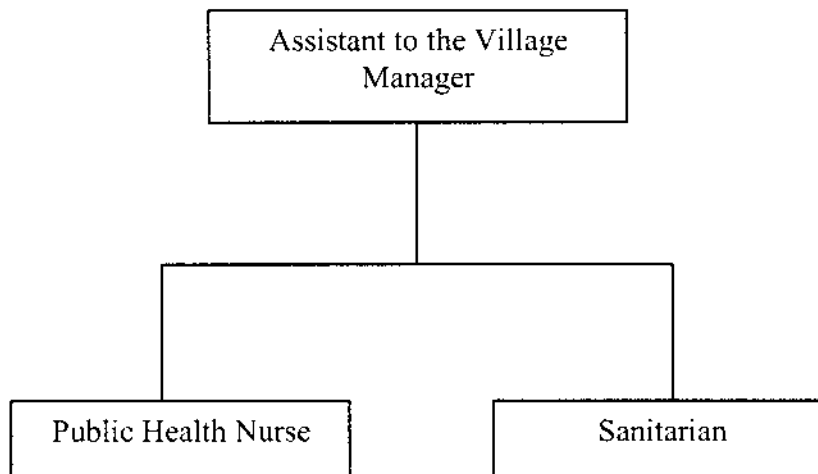 Assistant to the Village
Manager
Public Health Nurse
Sanitarian